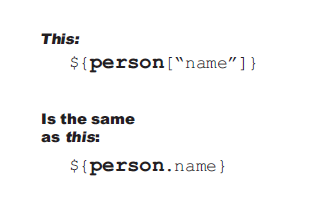 This:
${person[“name”]}
Is the same
as this:
${person.name}